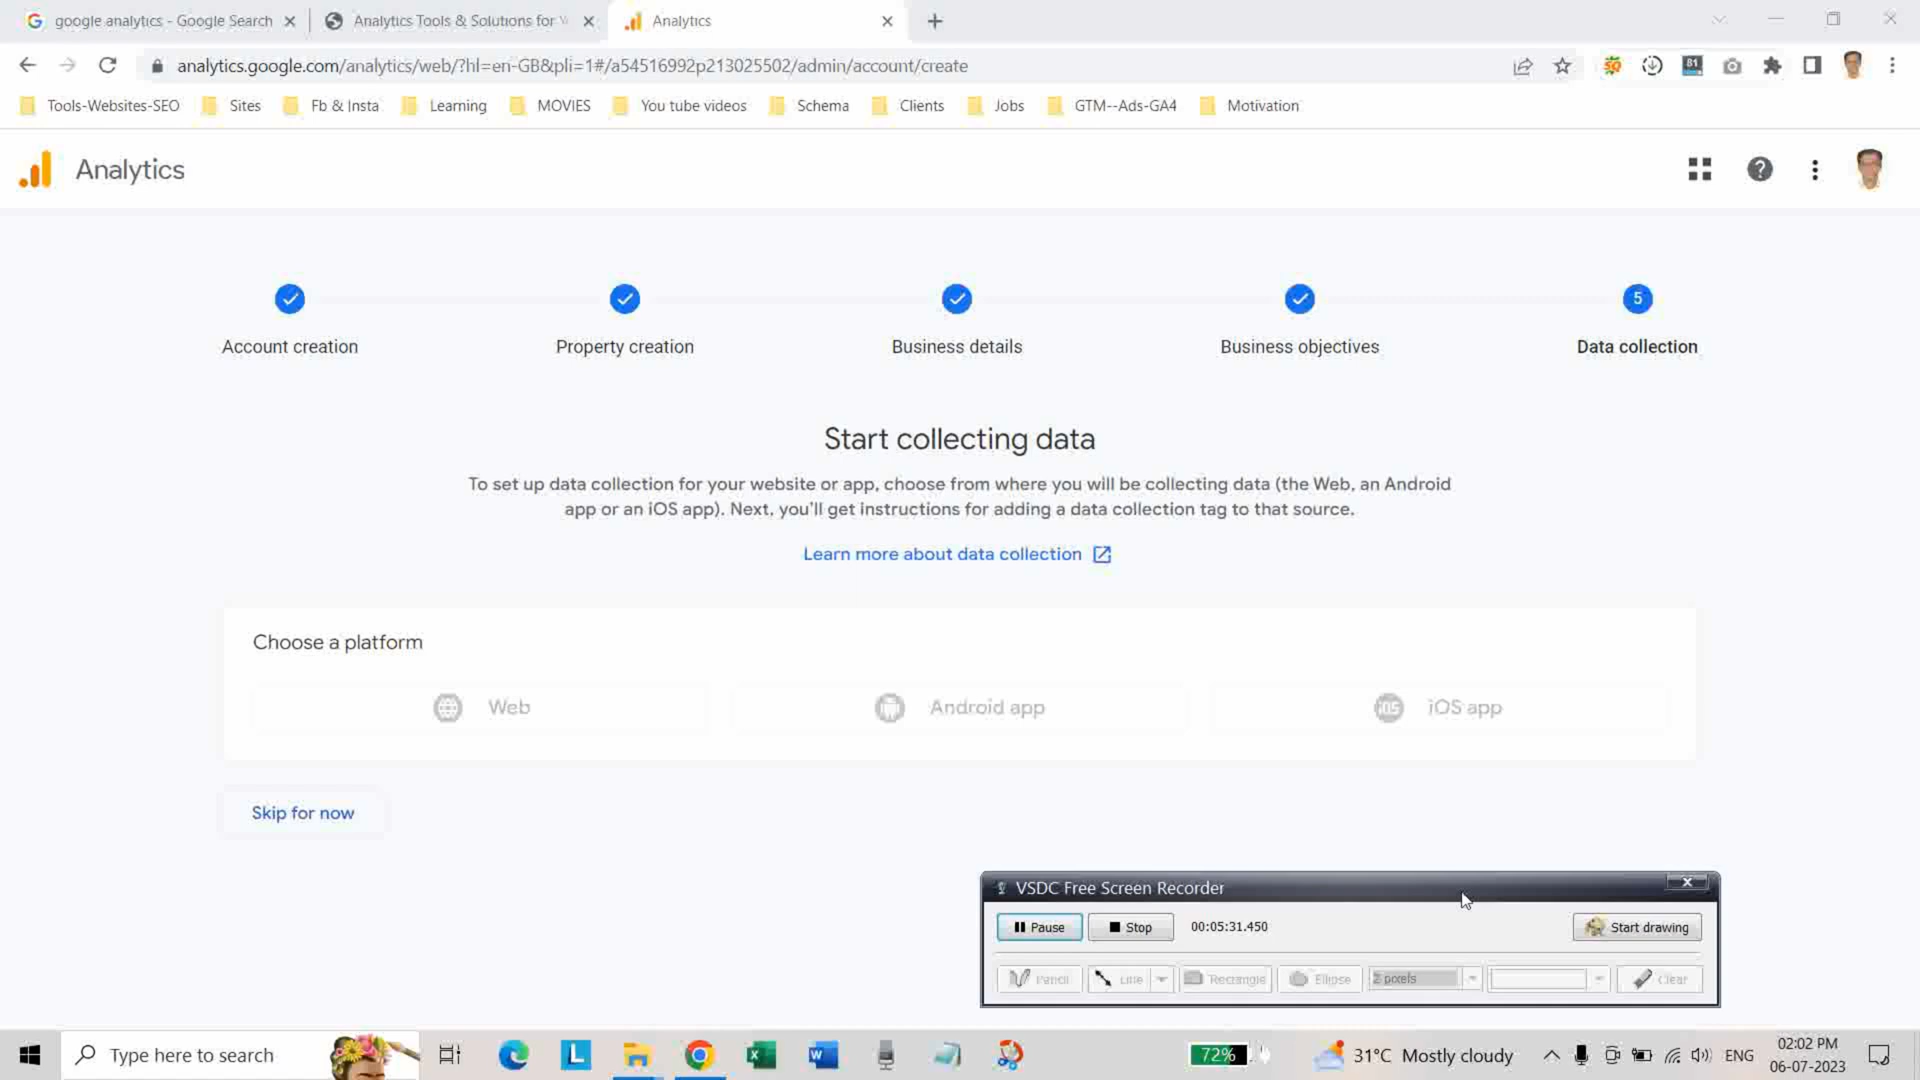 google analytics - Google Search
Analytics Tools & Solutions for
Analytics
analytics.google.com/analytics/web/?hl=en-GB&pli=1#/a54516992p213025502/admin/account/create
81
Tools-Websites-SEO
Sites
Fb & Insta
Learning
MOVIES
You tube videos
Schema
Clients
Jobs
GTM--Ads-GA4
Motivation
Analytics
5
Account creation
Property creation
Business details
Business objectives
Data collection
Start collecting data
To set up data collection for your website or app, choose from where you will be collecting data (the Web, an Android
app or an iOS app). Next, you'll get instructions for adding a data collection tag to that source.
Learn more about data collection
Choose a platform
Web
Android app
iOS
iOS app
Skip for now
VSDC Free Screen Recorder
Pause
Stop
00:05:31.450
Start drawing
Pencil
Line
Rectangle
Ellipse
2 pixels
Clear
Type here to search
72%
31°C Mostly cloudy
ENG
02:02 PM
06-07-2023